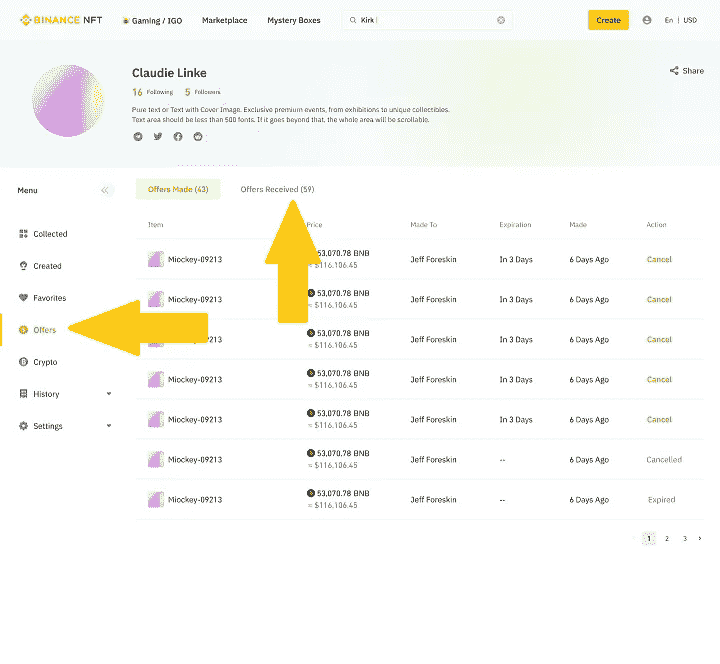 BINANCE NFT
Gaming / IGO
Marketplace
Mystery Boxes
Kirk
Create
En | USD
Claudie Linke
16 Following 5 Followers
Share
Pure text or Text with Cover Image. Exclusive premium events, from exhibitions to unique collectibles.
Text area should be less than 500 fonts. If it goes beyond that, the whole area will be scrollable.
Menu
Offers Made (43)
Offers Received (59)
Collected
Created
Favorites
Offers
Crypto
History
Settings
Item Price Made To Expiration Made Action
Miockey-09213 53,070.78 BNB Jeff Foreskin In 3 Days 6 Days Ago Cancel
≈ $116,106.45
Miockey-09213 53,070.78 BNB Jeff Foreskin In 3 Days 6 Days Ago Cancel
≈ $116,106.45
9213 53,070.78 BNB Jeff Foreskin In 3 Days 6 Days Ago Cancel
≈ $116,106.45
Miockey-09213 53,070.78 BNB Jeff Foreskin In 3 Days 6 Days Ago Cancel
≈ $116,106.45
Miockey-09213 53,070.78 BNB Jeff Foreskin In 3 Days 6 Days Ago Cancel
≈ $116,106.45
Miockey-09213 53,070.78 BNB Jeff Foreskin -- 6 Days Ago Cancelled
≈ $116,106.45
Miockey-09213 53,070.78 BNB Jeff Foreskin -- 6 Days Ago Expired
≈ $116,106.45
1 2 3